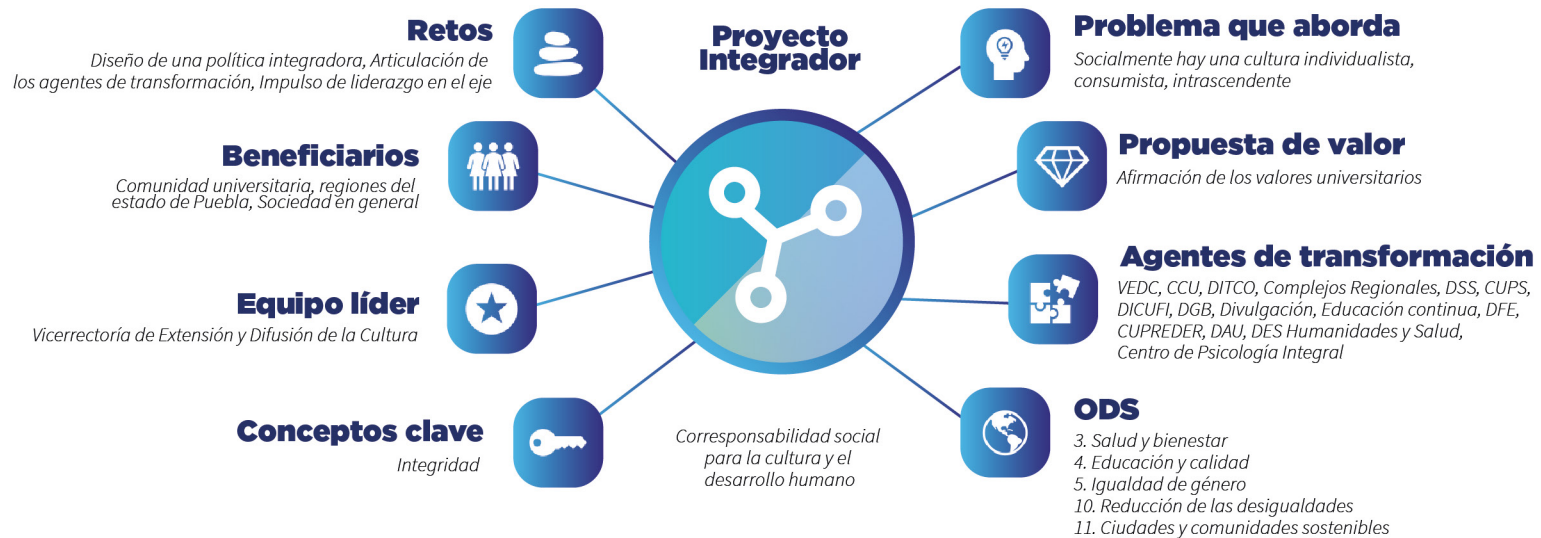 Proyecto
Integrador
Retos
Diseño de una política integradora, Articulación de
los agentes de transformación, Impulso de liderazgo en el eje
Beneficiarios
Comunidad universitaria, regiones del
estado de Puebla, Sociedad en general
Equipo líder
Vicerrectoría de Extensión y Difusión de la Cultura
Conceptos clave
Integridad
Corresponsabilidad social
para la cultura y el
desarrollo humano
Problema que aborda
Socialmente hay una cultura individualista,
consumista, intrascendente
Propuesta de valor
Afirmación de los valores universitarios
Agentes de transformación
VEDC, CCU, DITCO, Complejos Regionales, DSS, CUPS,
DICUFI, DGB, Divulgación, Educación continua, DFE,
CUPREDER, DAU, DES Humanidades y Salud,
Centro de Psicología Integral
ODS
3. Salud y bienestar
4. Educación y calidad
5. Igualdad de género
10. Reducción de las desigualdades
11. Ciudades y comunidades sostenibles